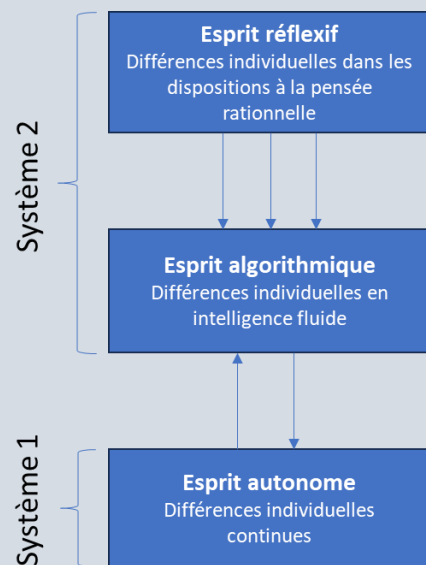 Système 2
Esprit réflexif
Différences individuelles dans les
dispositions à la pensée
rationnelle
Esprit algorithmique
Différences individuelles en
intelligence fluide
Système 1
Esprit autonome
Différences individuelles
continues